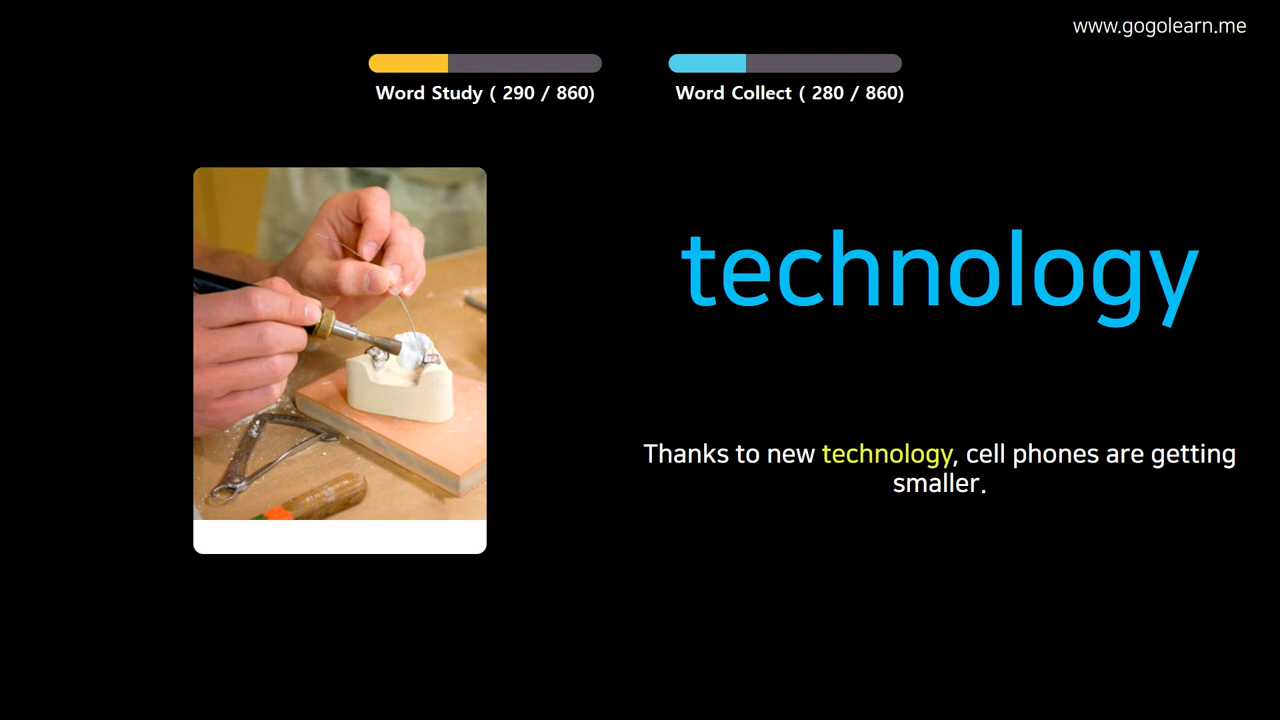 www.gogolearn.me
Word Study ( 290 / 860)
Word Collect ( 280 / 860)
technology
Thanks to new technology, cell phones are getting
smaller.